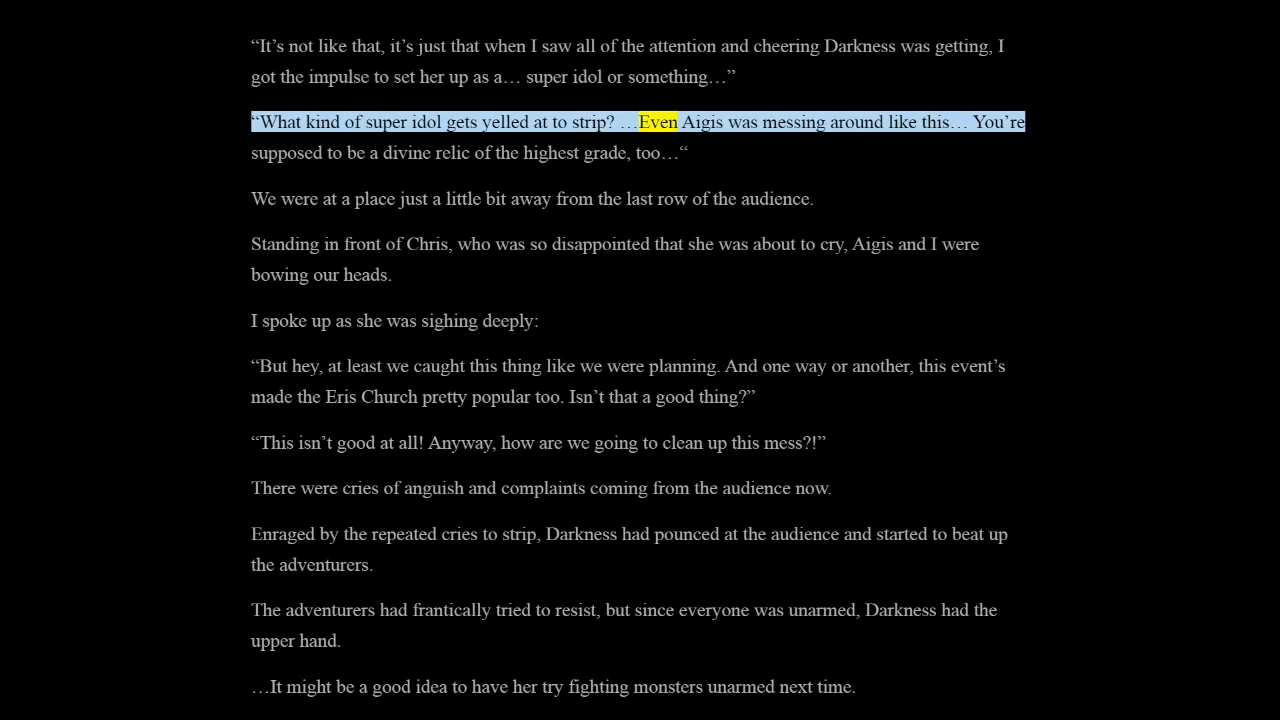 “It’s not like that, it’s just that when I saw all of the attention and cheering Darkness was getting, I
got the impulse to set her up as a… super idol or something…”
“What kind of super idol gets yelled at to strip? …Even Aigis was messing around like this… You’re
supposed to be a divine relic of the highest grade, too…“
We were at a place just a little bit away from the last row of the audience.
Standing in front of Chris, who was so disappointed that she was about to cry, Aigis and I were
bowing our heads.
I spoke up as she was sighing deeply:
“But hey, at least we caught this thing like we were planning. And one way or another, this event’s
made the Eris Church pretty popular too. Isn’t that a good thing?”
“This isn’t good at all! Anyway, how are we going to clean up this mess?!”
There were cries of anguish and complaints coming from the audience now.
Enraged by the repeated cries to strip, Darkness had pounced at the audience and started to beat up
the adventurers.
The adventurers had frantically tried to resist, but since everyone was unarmed, Darkness had the
upper hand.
…It might be a good idea to have her try fighting monsters unarmed next time.